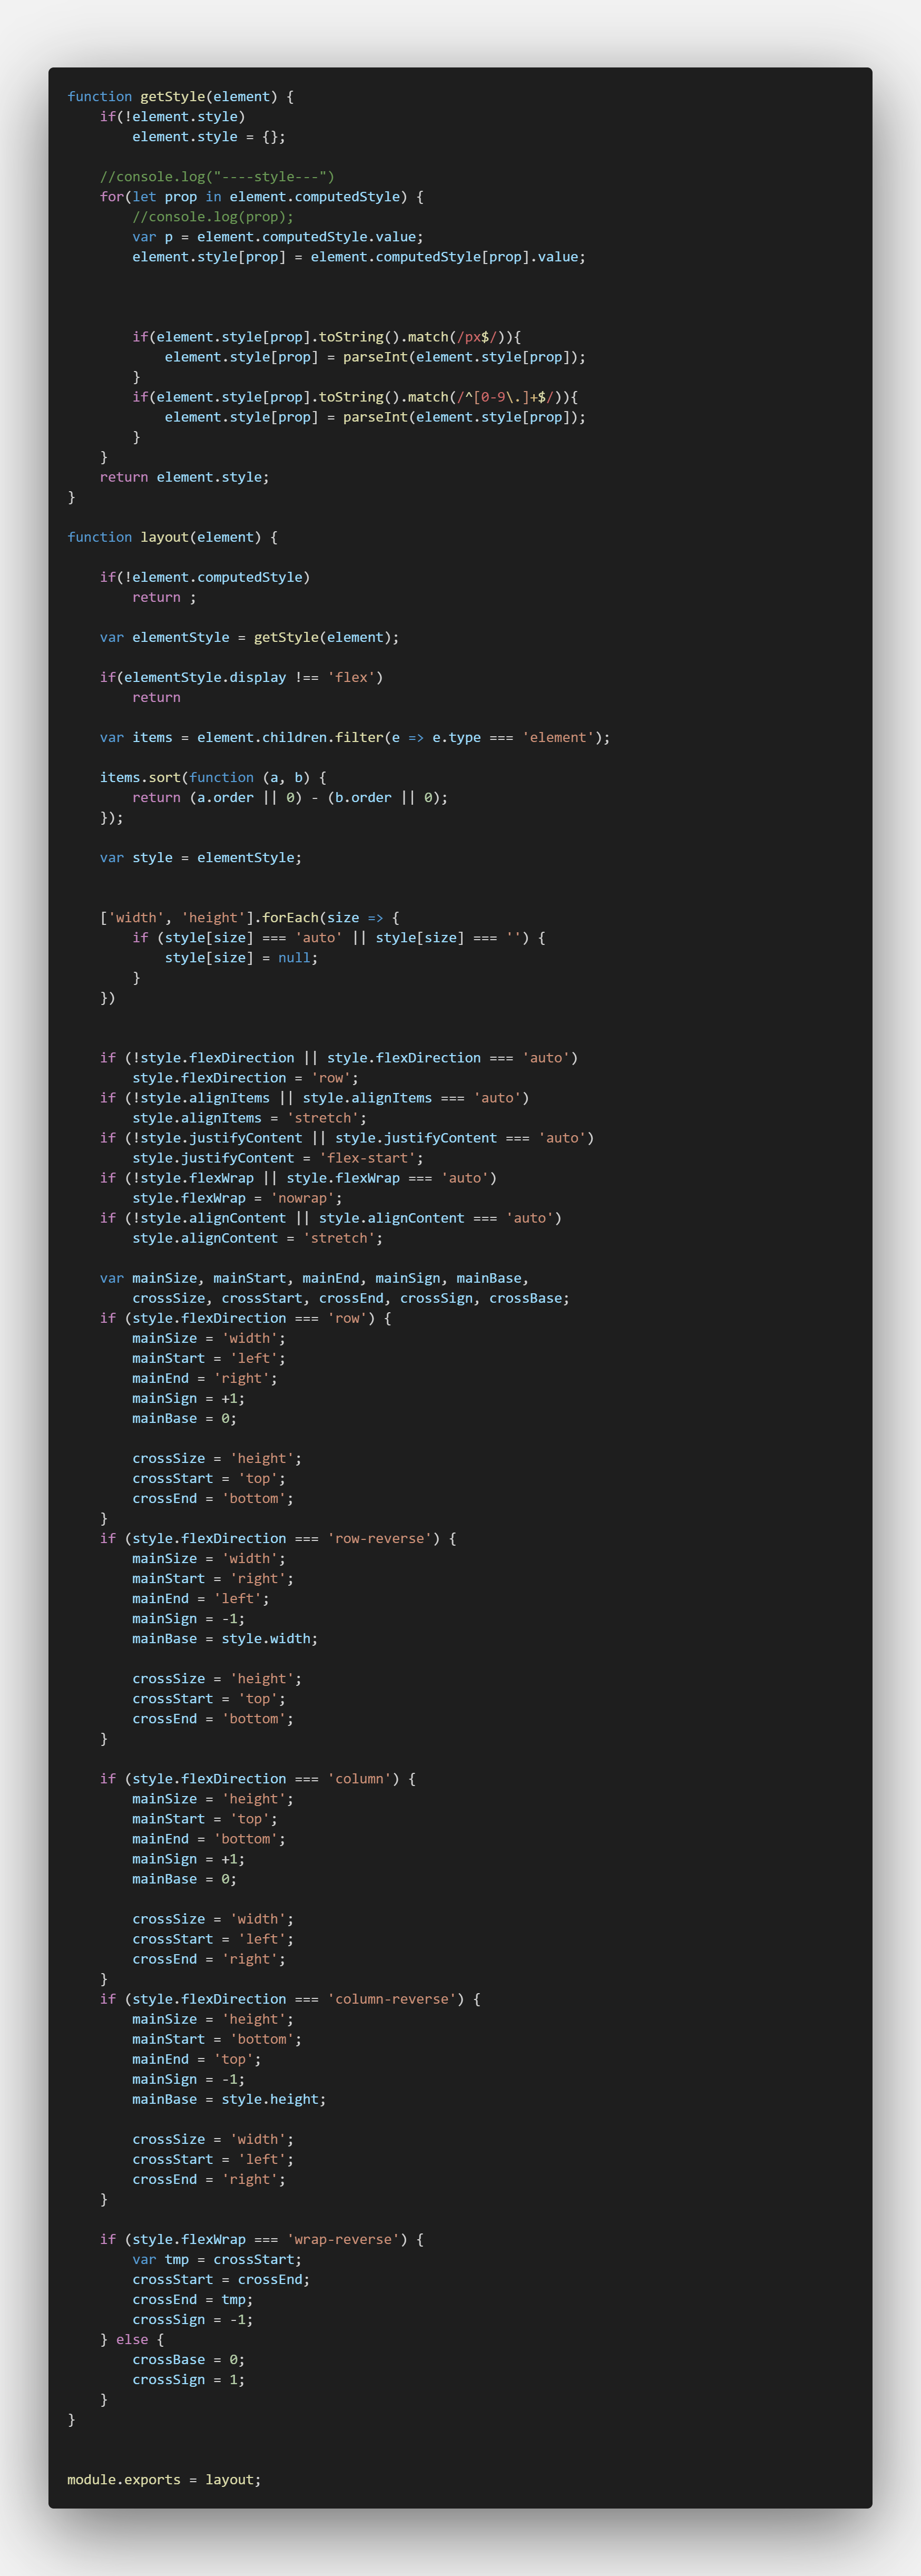 function getStyle(element) {
    if(!element.style)
        element.style = {};

    //console.log("----style---")
    for(let prop in element.computedStyle) {
        //console.log(prop);
        var p = element.computedStyle.value;
        element.style[prop] = element.computedStyle[prop].value;



        if(element.style[prop].toString().match(/px$/)){
            element.style[prop] = parseInt(element.style[prop]);
        }
        if(element.style[prop].toString().match(/^[0-9\.]+$/)){
            element.style[prop] = parseInt(element.style[prop]);
        }
    }
    return element.style;
}

function layout(element) {

    if(!element.computedStyle)
        return ;

    var elementStyle = getStyle(element);

    if(elementStyle.display !== 'flex')
        return

    var items = element.children.filter(e => e.type === 'element');

    items.sort(function (a, b) {
        return (a.order || 0) - (b.order || 0);
    });

    var style = elementStyle;


    ['width', 'height'].forEach(size => {
        if (style[size] === 'auto' || style[size] === '') {
            style[size] = null;
        }
    })


    if (!style.flexDirection || style.flexDirection === 'auto')
        style.flexDirection = 'row';
    if (!style.alignItems || style.alignItems === 'auto')
        style.alignItems = 'stretch';
    if (!style.justifyContent || style.justifyContent === 'auto')
        style.justifyContent = 'flex-start';
    if (!style.flexWrap || style.flexWrap === 'auto')
        style.flexWrap = 'nowrap';
    if (!style.alignContent || style.alignContent === 'auto')
        style.alignContent = 'stretch';

    var mainSize, mainStart, mainEnd, mainSign, mainBase,
        crossSize, crossStart, crossEnd, crossSign, crossBase;
    if (style.flexDirection === 'row') {
        mainSize = 'width';
        mainStart = 'left';
        mainEnd = 'right';
        mainSign = +1;
        mainBase = 0;

        crossSize = 'height';
        crossStart = 'top';
        crossEnd = 'bottom';
    }
    if (style.flexDirection === 'row-reverse') {
        mainSize = 'width';
        mainStart = 'right';
        mainEnd = 'left';
        mainSign = -1;
        mainBase = style.width;

        crossSize = 'height';
        crossStart = 'top';
        crossEnd = 'bottom';
    }

    if (style.flexDirection === 'column') {
        mainSize = 'height';
        mainStart = 'top';
        mainEnd = 'bottom';
        mainSign = +1;
        mainBase = 0;

        crossSize = 'width';
        crossStart = 'left';
        crossEnd = 'right';
    }
    if (style.flexDirection === 'column-reverse') {
        mainSize = 'height';
        mainStart = 'bottom';
        mainEnd = 'top';
        mainSign = -1;
        mainBase = style.height;

        crossSize = 'width';
        crossStart = 'left';
        crossEnd = 'right';
    }

    if (style.flexWrap === 'wrap-reverse') {
        var tmp = crossStart;
        crossStart = crossEnd;
        crossEnd = tmp;
        crossSign = -1;
    } else {
        crossBase = 0;
        crossSign = 1;
    }
}


module.exports = layout;